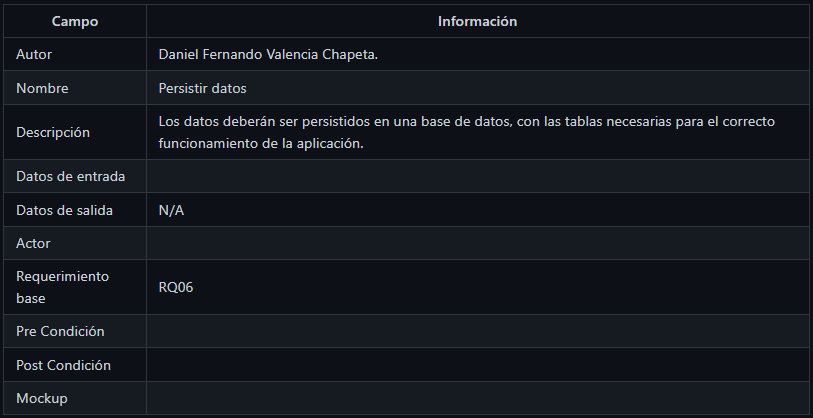 Campo Información
Autor Daniel Fernando Valencia Chapeta.
Nombre Persistir datos
Descripción Los datos deberán ser persistidos en una base de datos, con las tablas necesarias para el correcto
funcionamiento de la aplicación.
Datos de entrada
Datos de salida N/A
Actor
Requerimiento
base RQ06
Pre Condición
Post Condición
Mockup